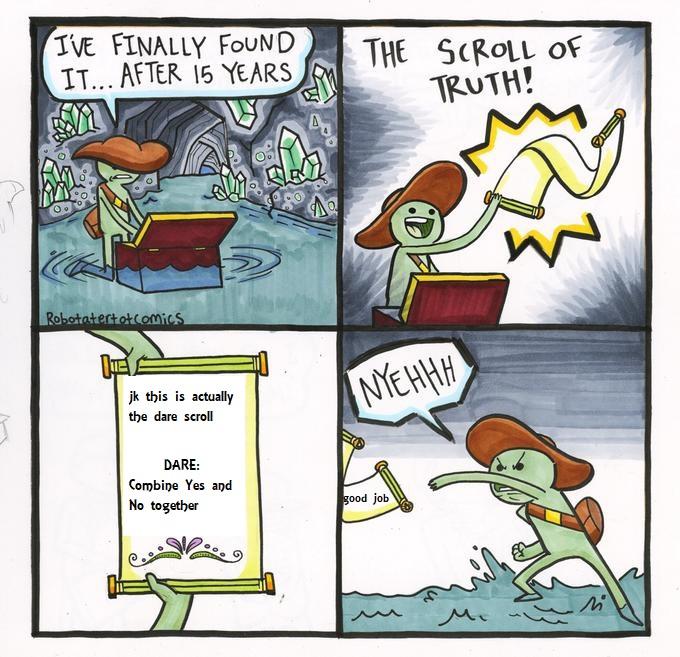 I'VE FINALLY FOUND
IT... AFTER 15 YEARS
Robotatertotcomics
THE SCROLL OF
TRUTH!
jk this is actually
the dare scroll
DARE:
Combine Yes and
No together
NYEHHH
good job